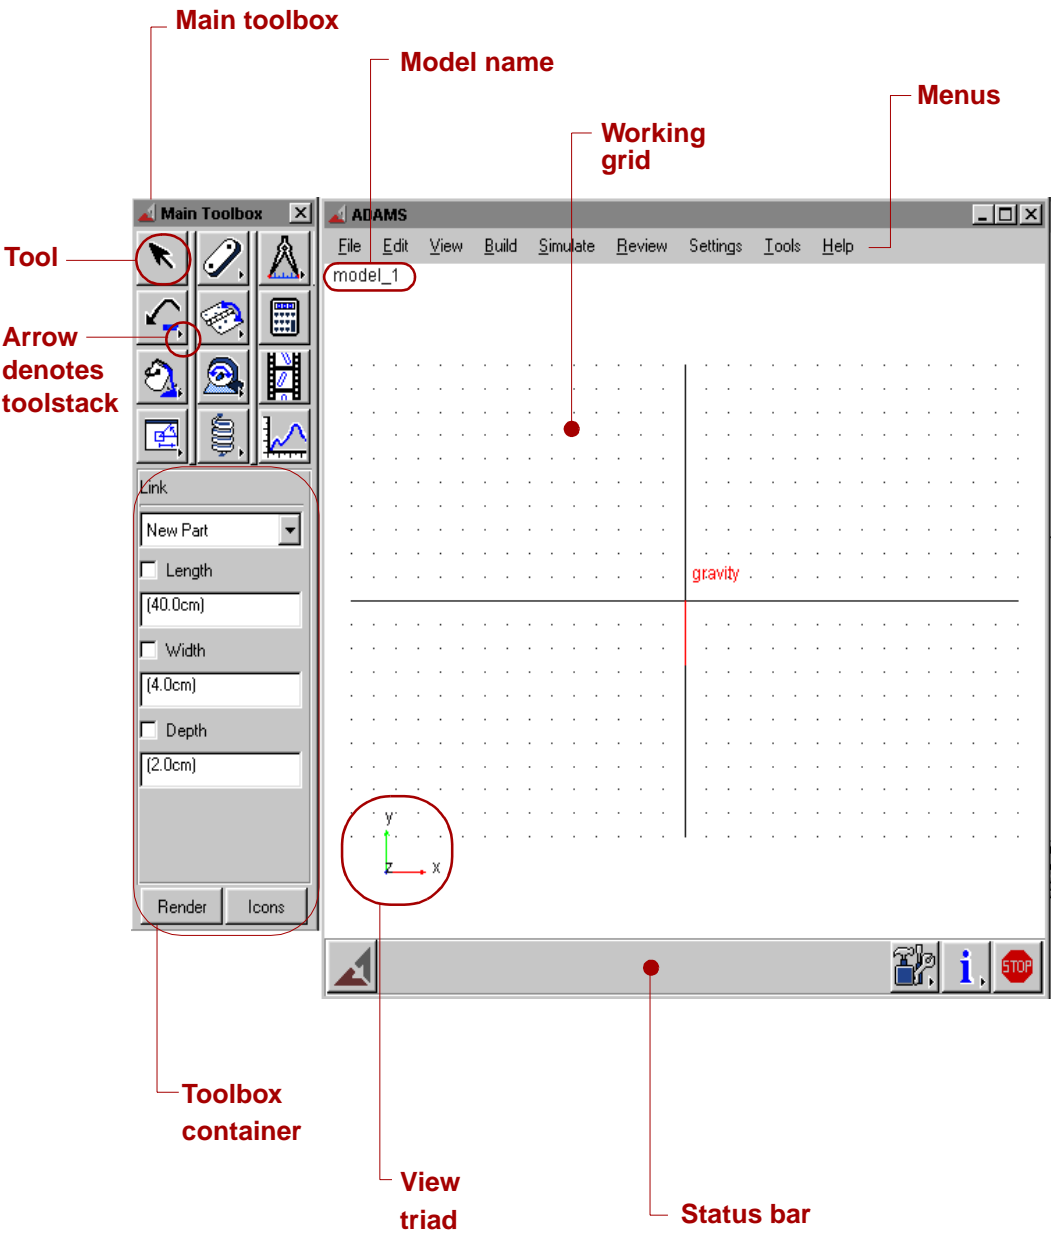 Main toolbox
Model name
Menus
Working
grid
Main Toolbox
ADAMS
File Edit View Build Simulate Review Settings Tools Help
model_1
Tool
Arrow
denotes
toolstack
Link
New Part
Length
(40.0cm)
Width
(4.0cm)
Depth
(2.0cm)
Render Icons
gravity
y
z x
i
STOP
Toolbox
container
View
triad
Status bar